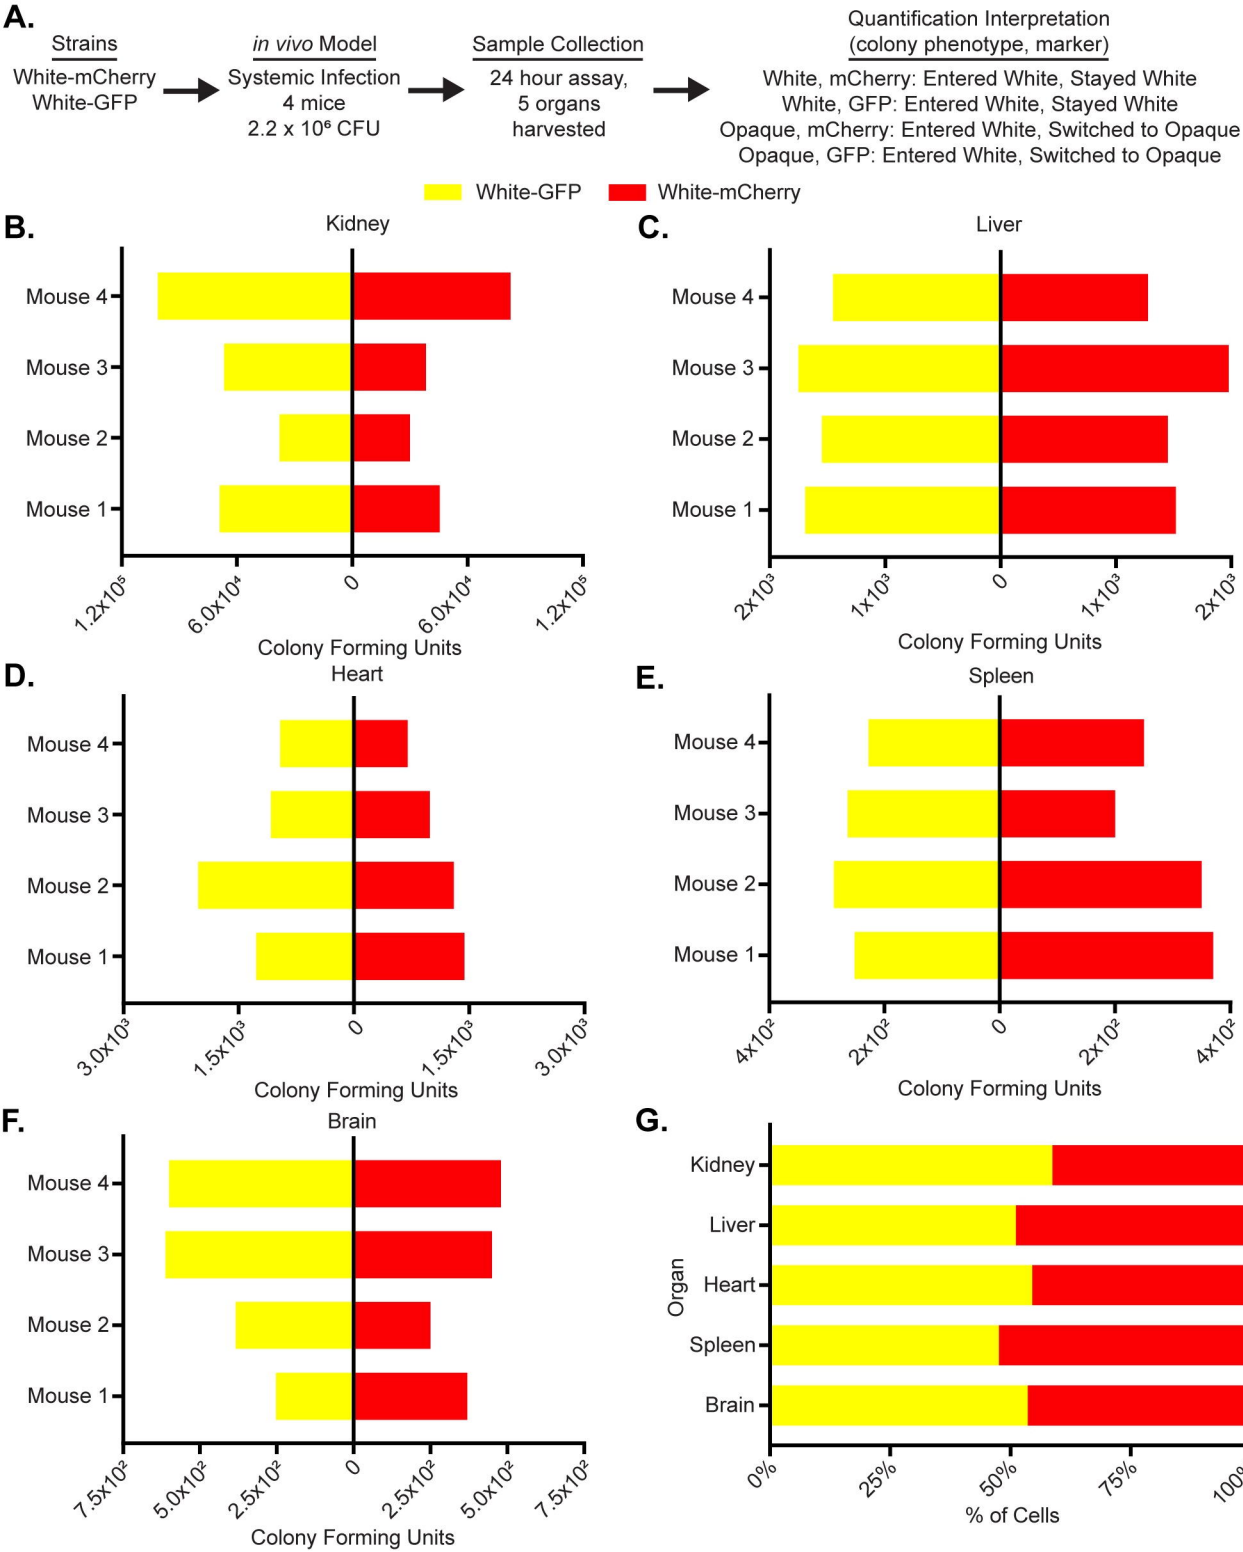 A.
Strains
White-mCherry
White-GFP
in vivo Model
Systemic Infection
4 mice
2.2 x 10⁶ CFU
Sample Collection
24 hour assay,
5 organs
harvested
Quantification Interpretation
(colony phenotype, marker)
White, mCherry: Entered White, Stayed White
White, GFP: Entered White, Stayed White
Opaque, mCherry: Entered White, Switched to Opaque
Opaque, GFP: Entered White, Switched to Opaque
White-GFP
White-mCherry
B.
Kidney
Mouse 4
Mouse 3
Mouse 2
Mouse 1
1.2x10⁵
6.0x10⁴
0
6.0x10⁴
1.2x10⁵
Colony Forming Units
C.
Liver
Mouse 4
Mouse 3
Mouse 2
Mouse 1
2x10³
1x10³
0
1x10³
2x10³
Colony Forming Units
D.
Heart
Mouse 4
Mouse 3
Mouse 2
Mouse 1
3.0x10³
1.5x10³
0
1.5x10³
3.0x10³
Colony Forming Units
E.
Spleen
Mouse 4
Mouse 3
Mouse 2
Mouse 1
4x10²
2x10²
0
2x10²
4x10²
Colony Forming Units
F.
Brain
Mouse 4
Mouse 3
Mouse 2
Mouse 1
7.5x10²
5.0x10²
2.5x10²
0
2.5x10²
5.0x10²
7.5x10²
Colony Forming Units
G.
Organ
Kidney
Liver
Heart
Spleen
Brain
0%
25%
50%
75%
100%
% of Cells